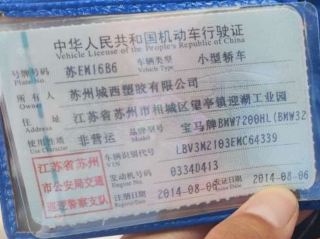 中华人民共和国机动车行驶证
Vehicle License of the People's Republic of China
号牌号码 苏EM16B6 车辆类型 小型轿车
Plate No. Vehicle Type
所有人 苏州城西塑胶有限公司
Owner
住址 江苏省苏州市相城区望亭镇迎湖工业园
Address
使用性质 非营运 品牌型号 宝马牌BMW7200HL(BMW32
Use Character Model
江苏省苏州 车辆识别代号 LBV3M2103EMC64339
VIN
市公安局交通 发动机号码 0334D413
Engine No.
巡逻警察支队 注册日期 2014-08-06 发证日期 2014-08-06
Register Date Issue Date